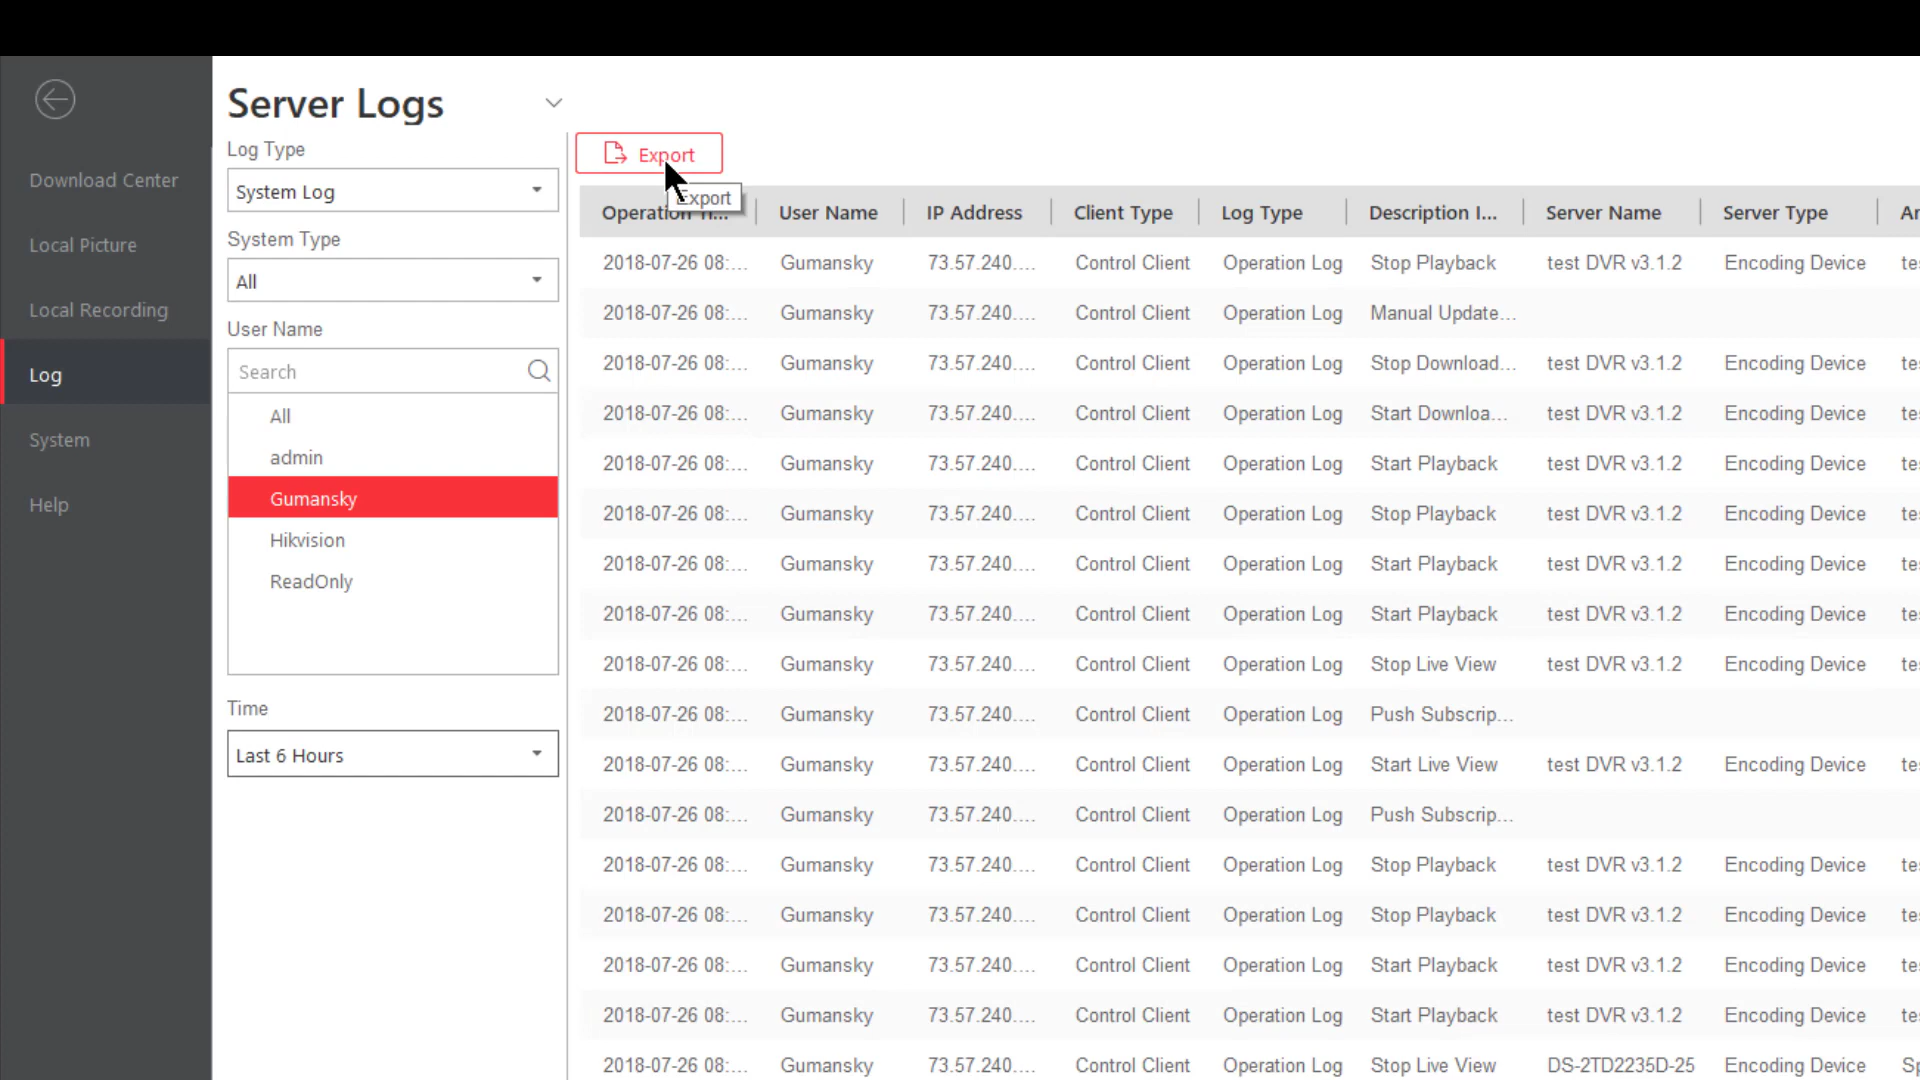 Server Logs
Download Center
Local Picture
Local Recording
Log
System
Help
Log Type
System Log
System Type
All
User Name
Search
All
admin
Gumansky
Hikvision
ReadOnly
Time
Last 6 Hours
Export
Export
Operation User Name IP Address Client Type Log Type Description I... Server Name Server Type
2018-07-26 08:... Gumansky 73.57.240.... Control Client Operation Log Stop Playback test DVR v3.1.2 Encoding Device
2018-07-26 08:... Gumansky 73.57.240.... Control Client Operation Log Manual Update...
2018-07-26 08:... Gumansky 73.57.240.... Control Client Operation Log Stop Download... test DVR v3.1.2 Encoding Device
2018-07-26 08:... Gumansky 73.57.240.... Control Client Operation Log Start Downloa... test DVR v3.1.2 Encoding Device
2018-07-26 08:... Gumansky 73.57.240.... Control Client Operation Log Start Playback test DVR v3.1.2 Encoding Device
2018-07-26 08:... Gumansky 73.57.240.... Control Client Operation Log Stop Playback test DVR v3.1.2 Encoding Device
2018-07-26 08:... Gumansky 73.57.240.... Control Client Operation Log Start Playback test DVR v3.1.2 Encoding Device
2018-07-26 08:... Gumansky 73.57.240.... Control Client Operation Log Start Playback test DVR v3.1.2 Encoding Device
2018-07-26 08:... Gumansky 73.57.240.... Control Client Operation Log Stop Live View test DVR v3.1.2 Encoding Device
2018-07-26 08:... Gumansky 73.57.240.... Control Client Operation Log Push Subscrip...
2018-07-26 08:... Gumansky 73.57.240.... Control Client Operation Log Start Live View test DVR v3.1.2 Encoding Device
2018-07-26 08:... Gumansky 73.57.240.... Control Client Operation Log Push Subscrip...
2018-07-26 08:... Gumansky 73.57.240.... Control Client Operation Log Stop Playback test DVR v3.1.2 Encoding Device
2018-07-26 08:... Gumansky 73.57.240.... Control Client Operation Log Stop Playback test DVR v3.1.2 Encoding Device
2018-07-26 08:... Gumansky 73.57.240.... Control Client Operation Log Start Playback test DVR v3.1.2 Encoding Device
2018-07-26 08:... Gumansky 73.57.240.... Control Client Operation Log Start Playback test DVR v3.1.2 Encoding Device
2018-07-26 08:... Gumansky 73.57.240.... Control Client Operation Log Stop Live View DS-2TD2235D-25 Encoding Device